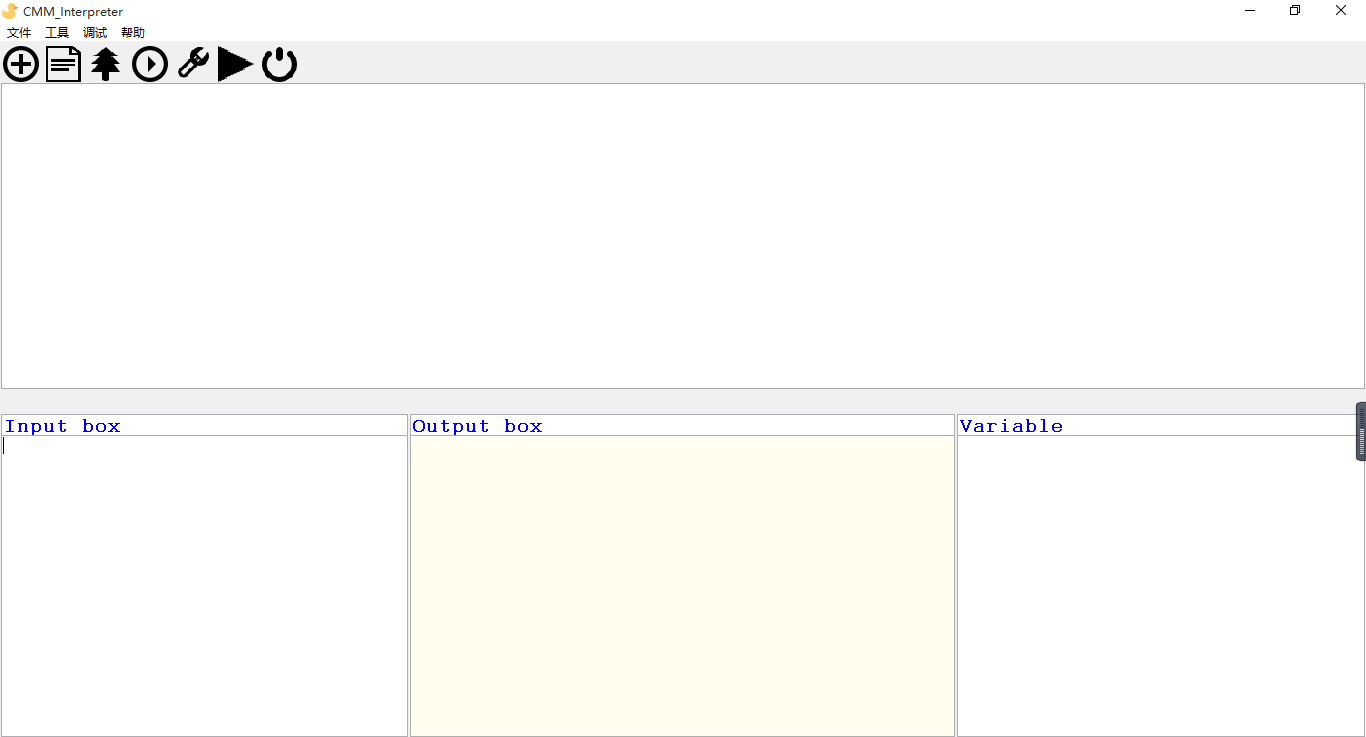 CMM_Interpreter
文件 工具 调试 帮助
Input box
Output box
Variable